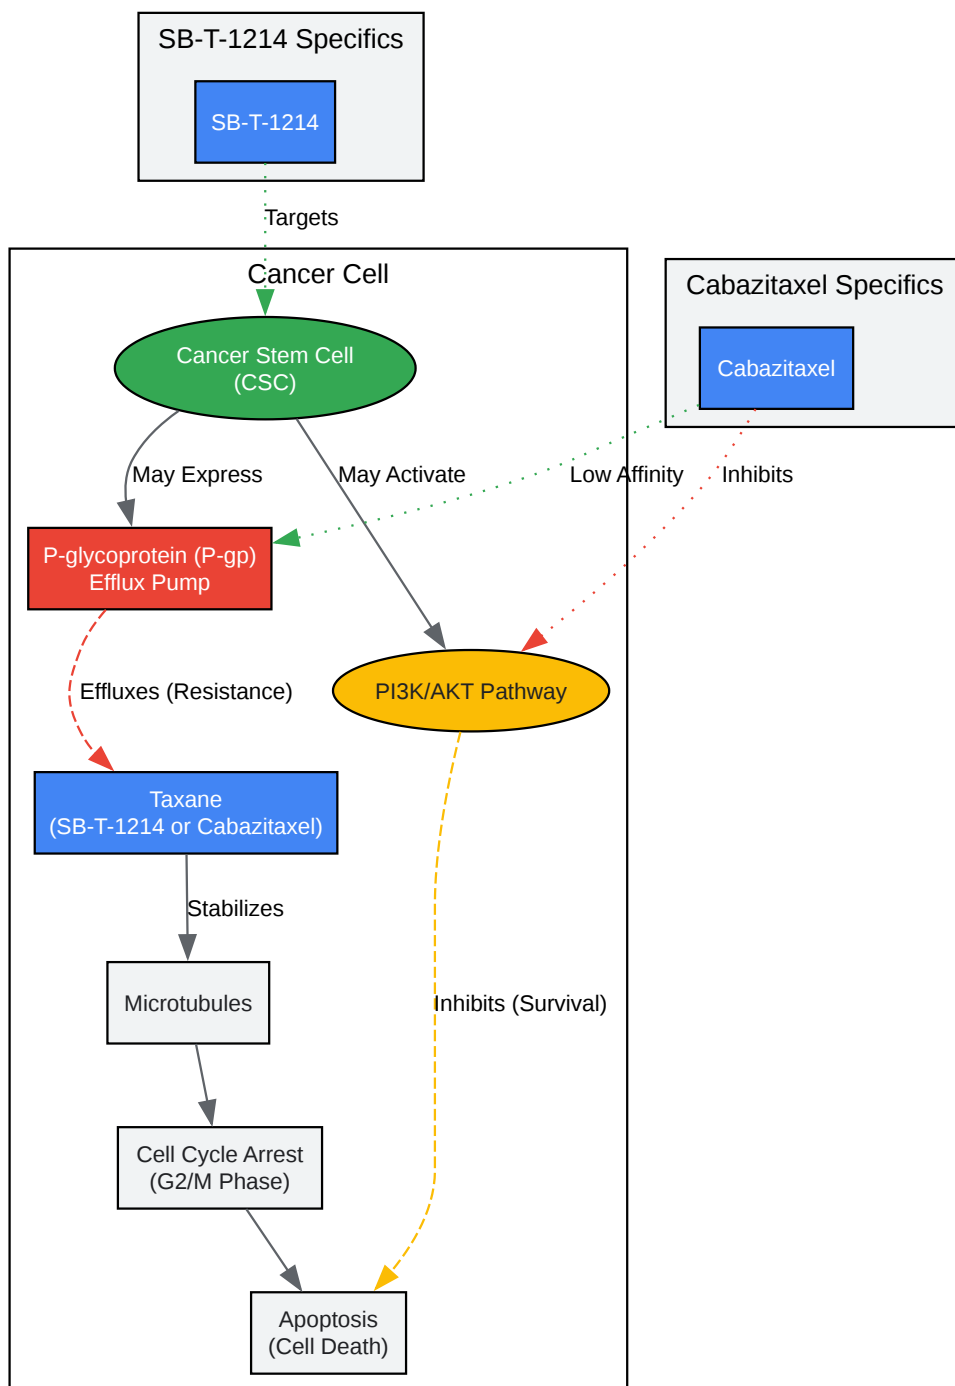 SB-T-1214 Specifics
SB-T-1214
Targets
Cancer Cell
Cabazitaxel Specifics
Cancer Stem Cell
(CSC)
Cabazitaxel
May Express
May Activate
Low Affinity
Inhibits
P-glycoprotein (P-gp)
Efflux Pump
Effluxes (Resistance)
PI3K/AKT Pathway
Taxane
(SB-T-1214 or Cabazitaxel)
Stabilizes
Microtubules
Inhibits (Survival)
Cell Cycle Arrest
(G2/M Phase)
Apoptosis
(Cell Death)